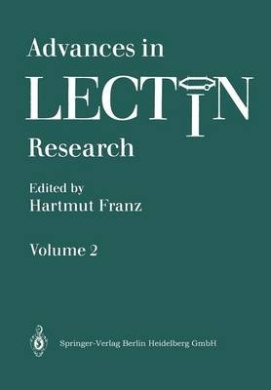 Advances in
LECTIN
Research
Edited by
Hartmut Franz
Volume 2
Springer-Verlag Berlin Heidelberg GmbH